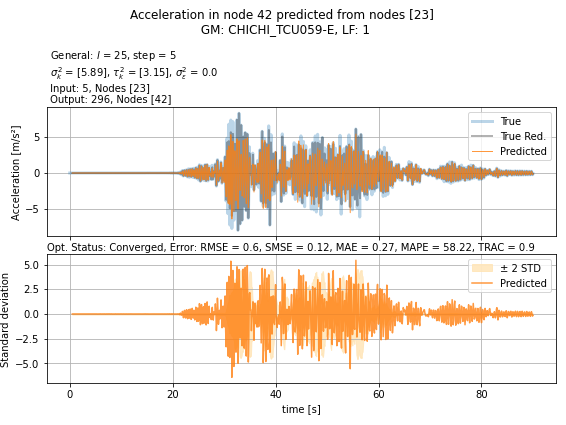 Acceleration in node 42 predicted from nodes [23]
GM: CHICHI_TCU059-E, LF: 1
General: l = 25, step = 5
σ²ₖ = [5.89], τ²ₖ = [3.15], σ²ε = 0.0
Input: 5, Nodes [23]
Output: 296, Nodes [42]
Acceleration [m/s²]
5
0
−5
True
True Red.
Predicted
Opt. Status: Converged, Error: RMSE = 0.6, SMSE = 0.12, MAE = 0.27, MAPE = 58.22, TRAC = 0.9
Standard deviation
5.0
2.5
0.0
−2.5
−5.0
± 2 STD
Predicted
0 20 40 60 80
time [s]